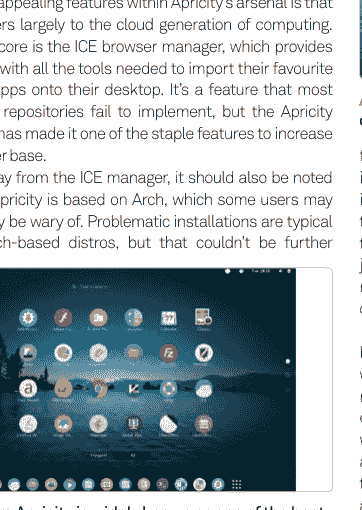 appealing features within Apricity's arsenal is that
ers largely to the cloud generation of computing.
core is the ICE browser manager, which provides
with all the tools needed to import their favourite
apps onto their desktop. It's a feature that most
repositories fail to implement, but the Apricity
has made it one of the staple features to increase
er base.
ay from the ICE manager, it should also be noted
pricity is based on Arch, which some users may
y be wary of. Problematic installations are typical
ch-based distros, but that couldn't be further